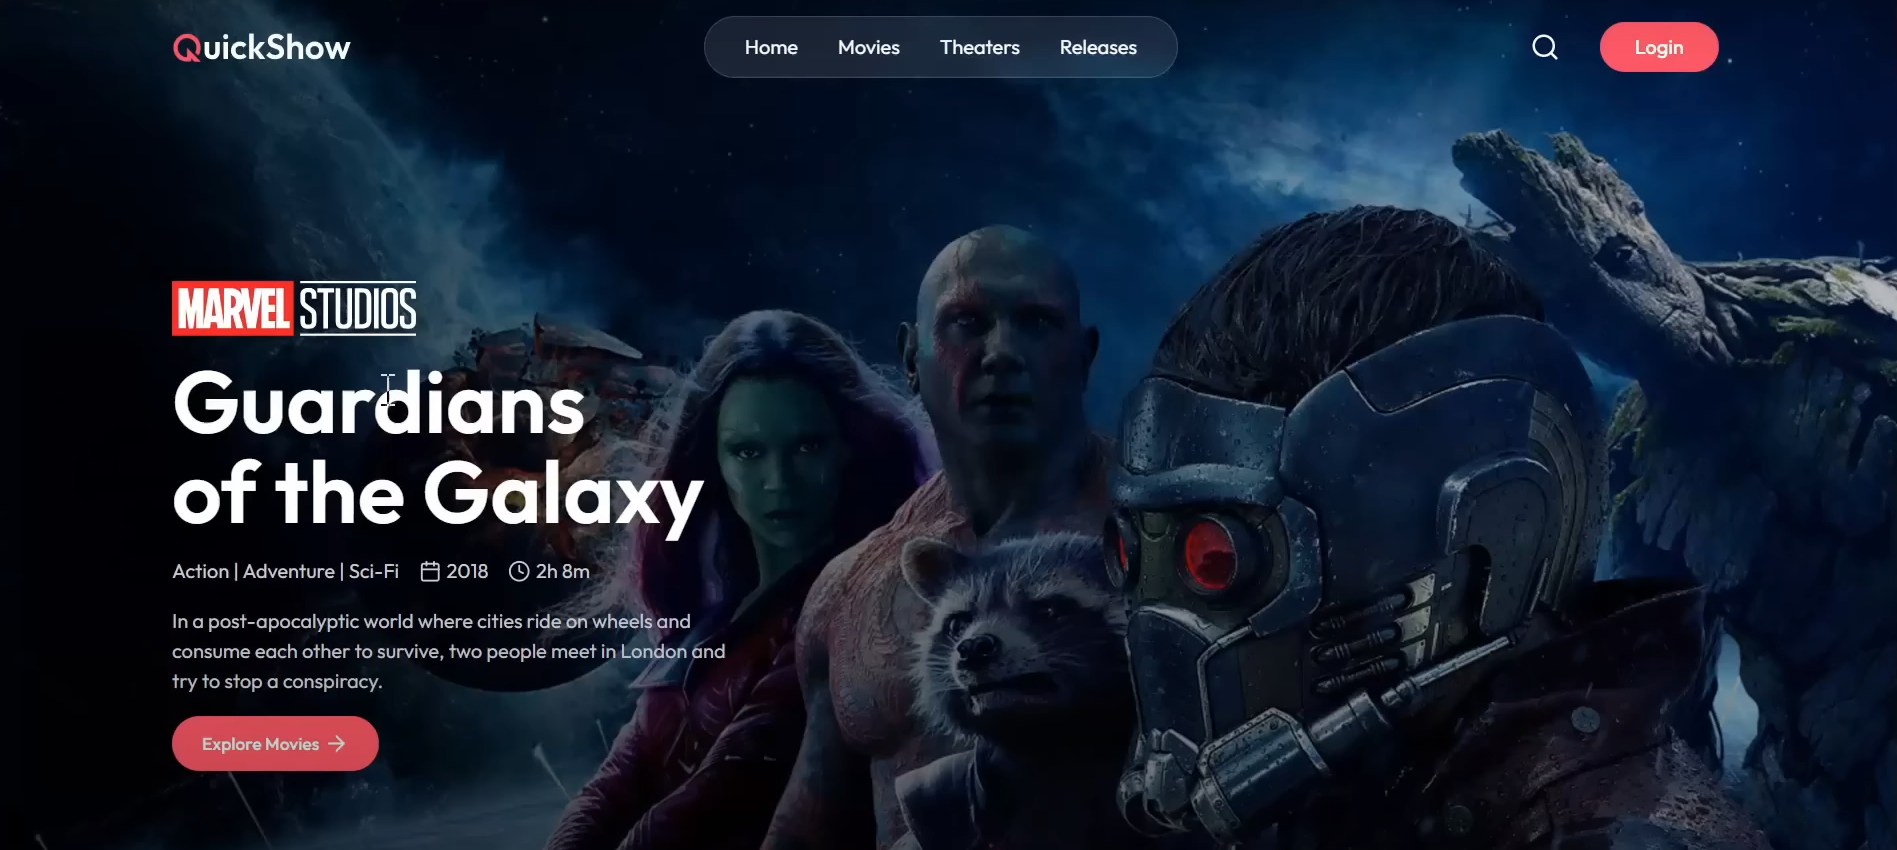 QuickShow
Home Movies Theaters Releases
Login
MARVEL STUDIOS
Guardians
of the Galaxy
Action | Adventure | Sci-Fi 2018 2h 8m
In a post-apocalyptic world where cities ride on wheels and
consume each other to survive, two people meet in London and
try to stop a conspiracy.
Explore Movies →